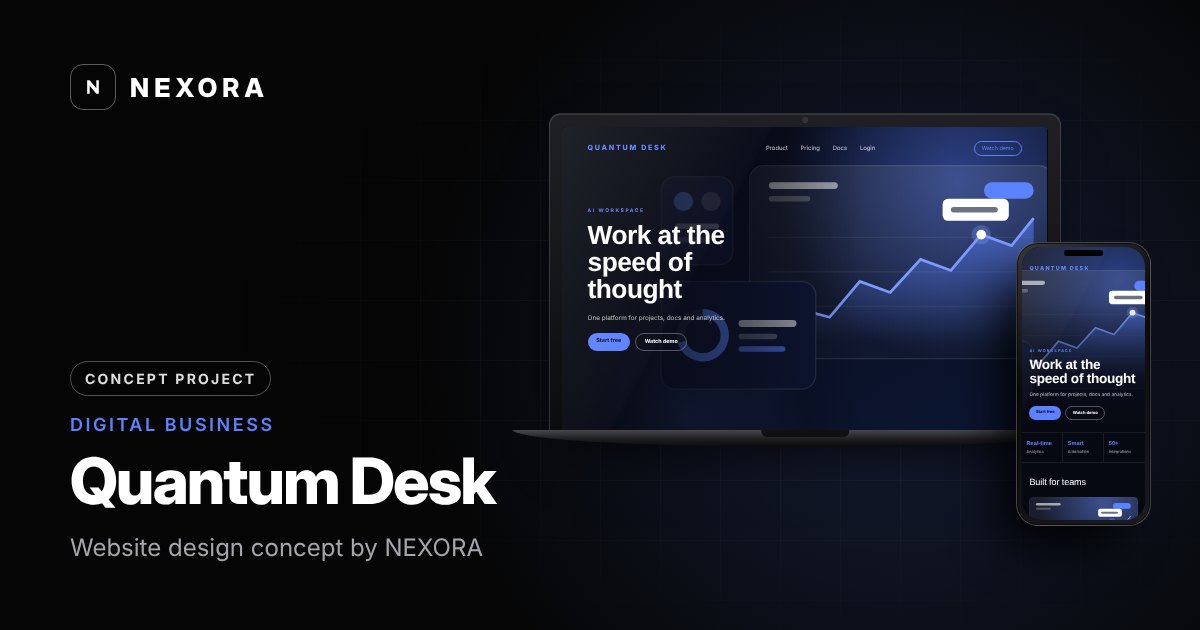 N NEXORA
CONCEPT PROJECT
DIGITAL BUSINESS
Quantum Desk
Website design concept by NEXORA
QUANTUM DESK Product Pricing Docs Login Watch demo
AI WORKSPACE
Work at the
speed of
thought
One platform for projects, docs and analytics.
Start free Watch demo
QUANTUM DESK
AI WORKSPACE
Work at the
speed of thought
One platform for projects, docs and analytics.
Start free Watch demo
Real-time Smart 50+
Analytics Automation Integrations
Built for teams